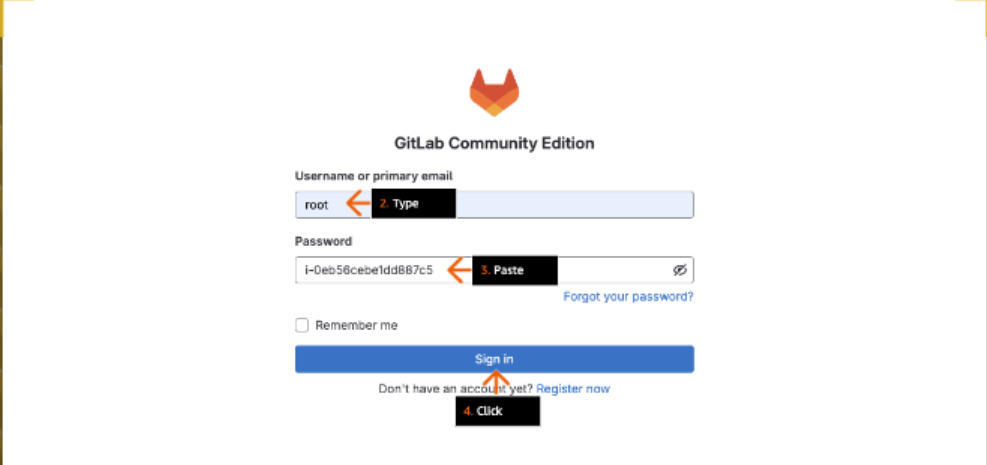 GitLab Community Edition
Username or primary email
root
2. Type
Password
i-0eb56cebe1dd887c5
3. Paste
Forgot your password?
Remember me
Sign in
Don't have an account yet? Register now
4. Click